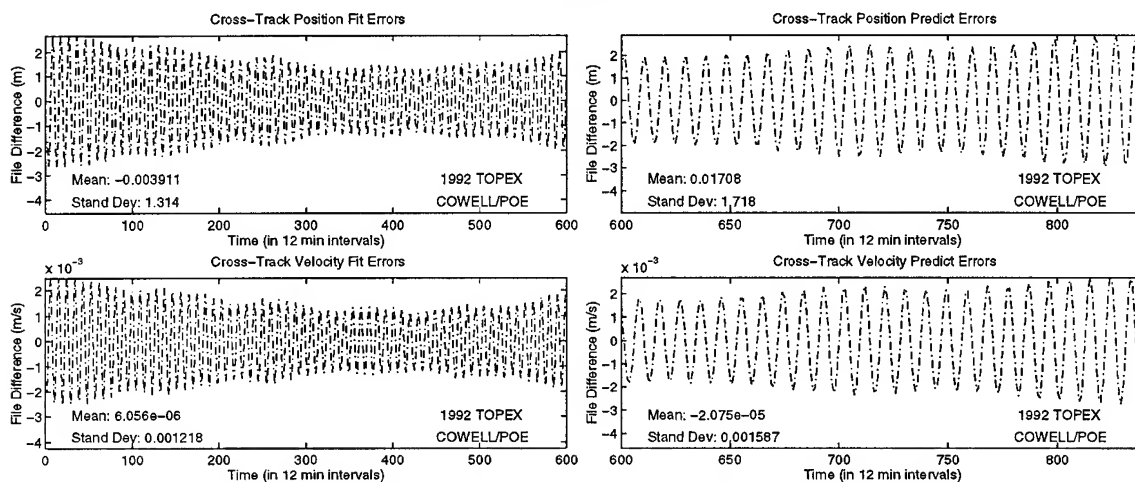 Cross-Track Position Fit Errors
File Difference (m)
2
1
0
-1
-2
-3
-4
Mean: -0.003911
Stand Dev: 1.314
1992 TOPEX
COWELL/POE
0 100 200 300 400 500 600
Time (in 12 min intervals)
Cross-Track Position Predict Errors
File Difference (m)
2
1
0
-1
-2
-3
-4
Mean: 0.01708
Stand Dev: 1.718
1992 TOPEX
COWELL/POE
600 650 700 750 800
Time (in 12 min intervals)
Cross-Track Velocity Fit Errors
x 10^-3
File Difference (m/s)
2
1
0
-1
-2
-3
-4
Mean: 6.056e-06
Stand Dev: 0.001218
1992 TOPEX
COWELL/POE
0 100 200 300 400 500 600
Time (in 12 min intervals)
Cross-Track Velocity Predict Errors
x 10^-3
File Difference (m/s)
2
1
0
-1
-2
-3
-4
Mean: -2.075e-05
Stand Dev: 0.001587
1992 TOPEX
COWELL/POE
600 650 700 750 800
Time (in 12 min intervals)